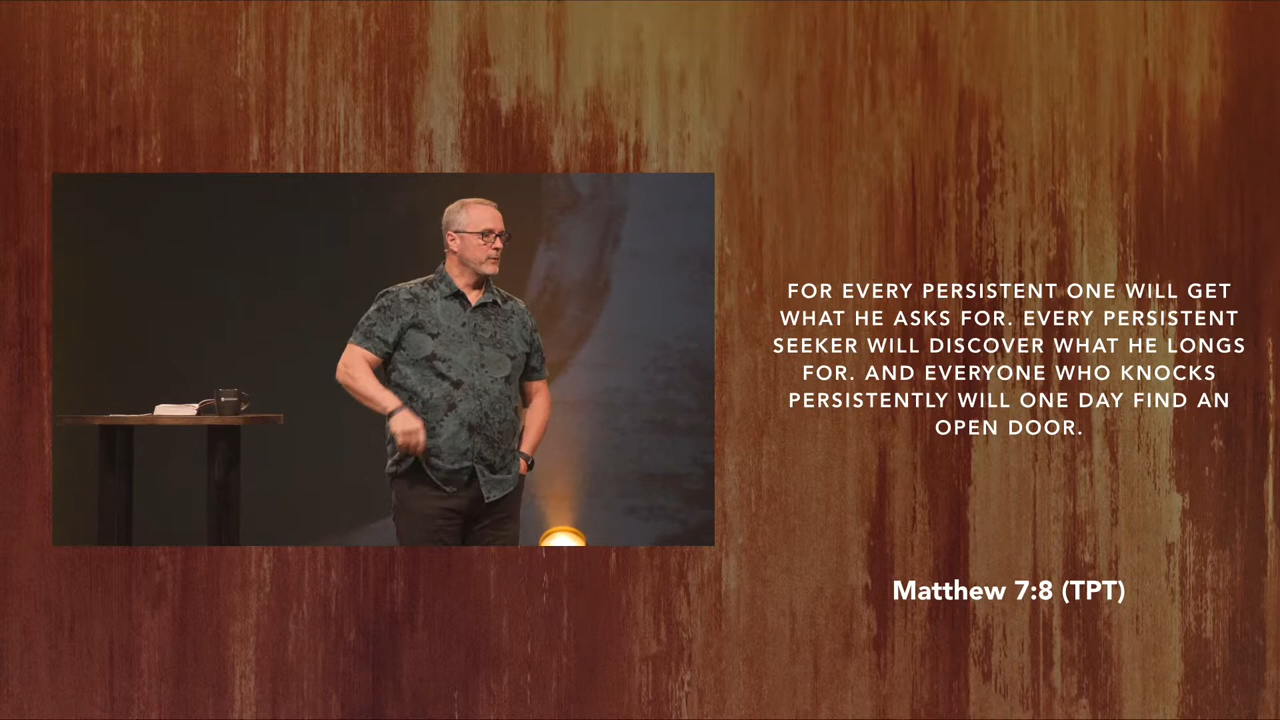 FOR EVERY PERSISTENT ONE WILL GET
WHAT HE ASKS FOR. EVERY PERSISTENT
SEEKER WILL DISCOVER WHAT HE LONGS
FOR. AND EVERYONE WHO KNOCKS
PERSISTENTLY WILL ONE DAY FIND AN
OPEN DOOR.
Matthew 7:8 (TPT)